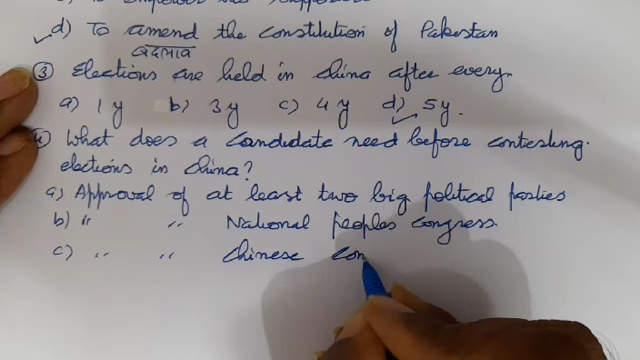 d) To amend the constitution of Pakistan
बदलाव
③ Elections are held in China after every
a) 1 y b) 3 y c) 4 y d) 5 y.
④ What does a candidate need before contesting
elections in China?
a) Approval of at least two big political parties
b) " " National peoples congress.
c) " " Chinese Com